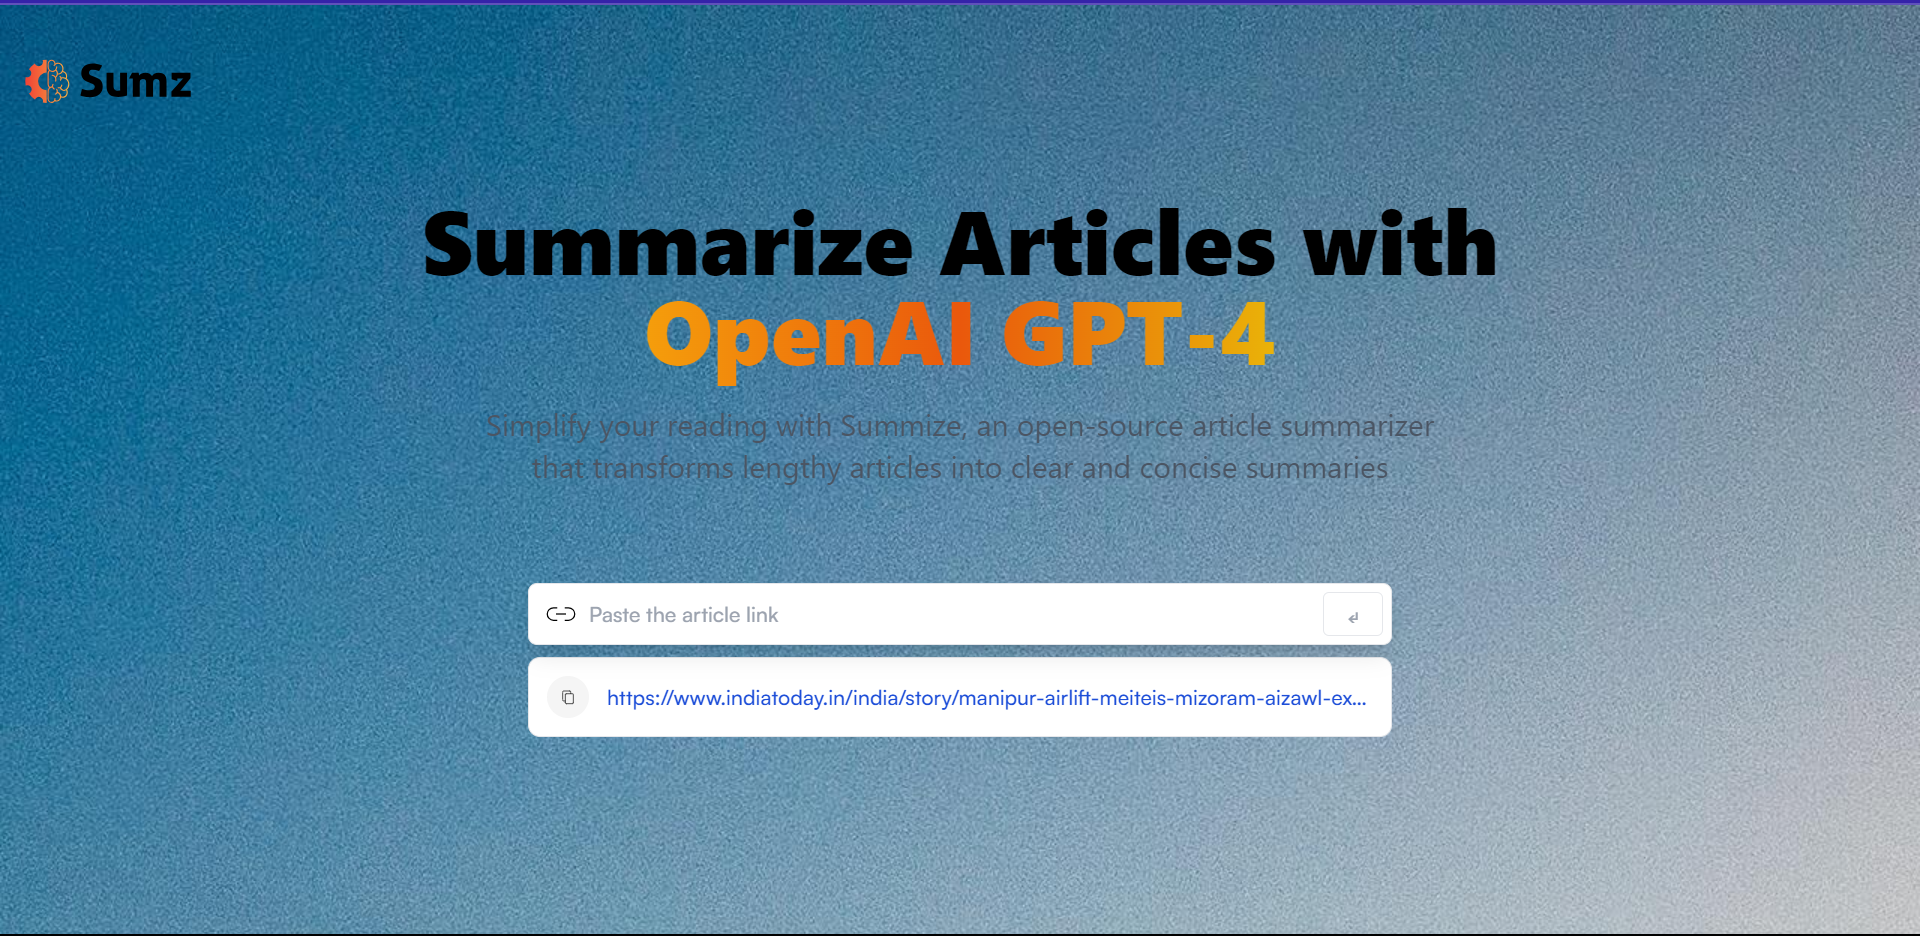 Sumz
Summarize Articles with
OpenAI GPT-4
Simplify your reading with Summize, an open-source article summarizer
that transforms lengthy articles into clear and concise summaries
Paste the article link
https://www.indiatoday.in/india/story/manipur-airlift-meiteis-mizoram-aizawl-ex...